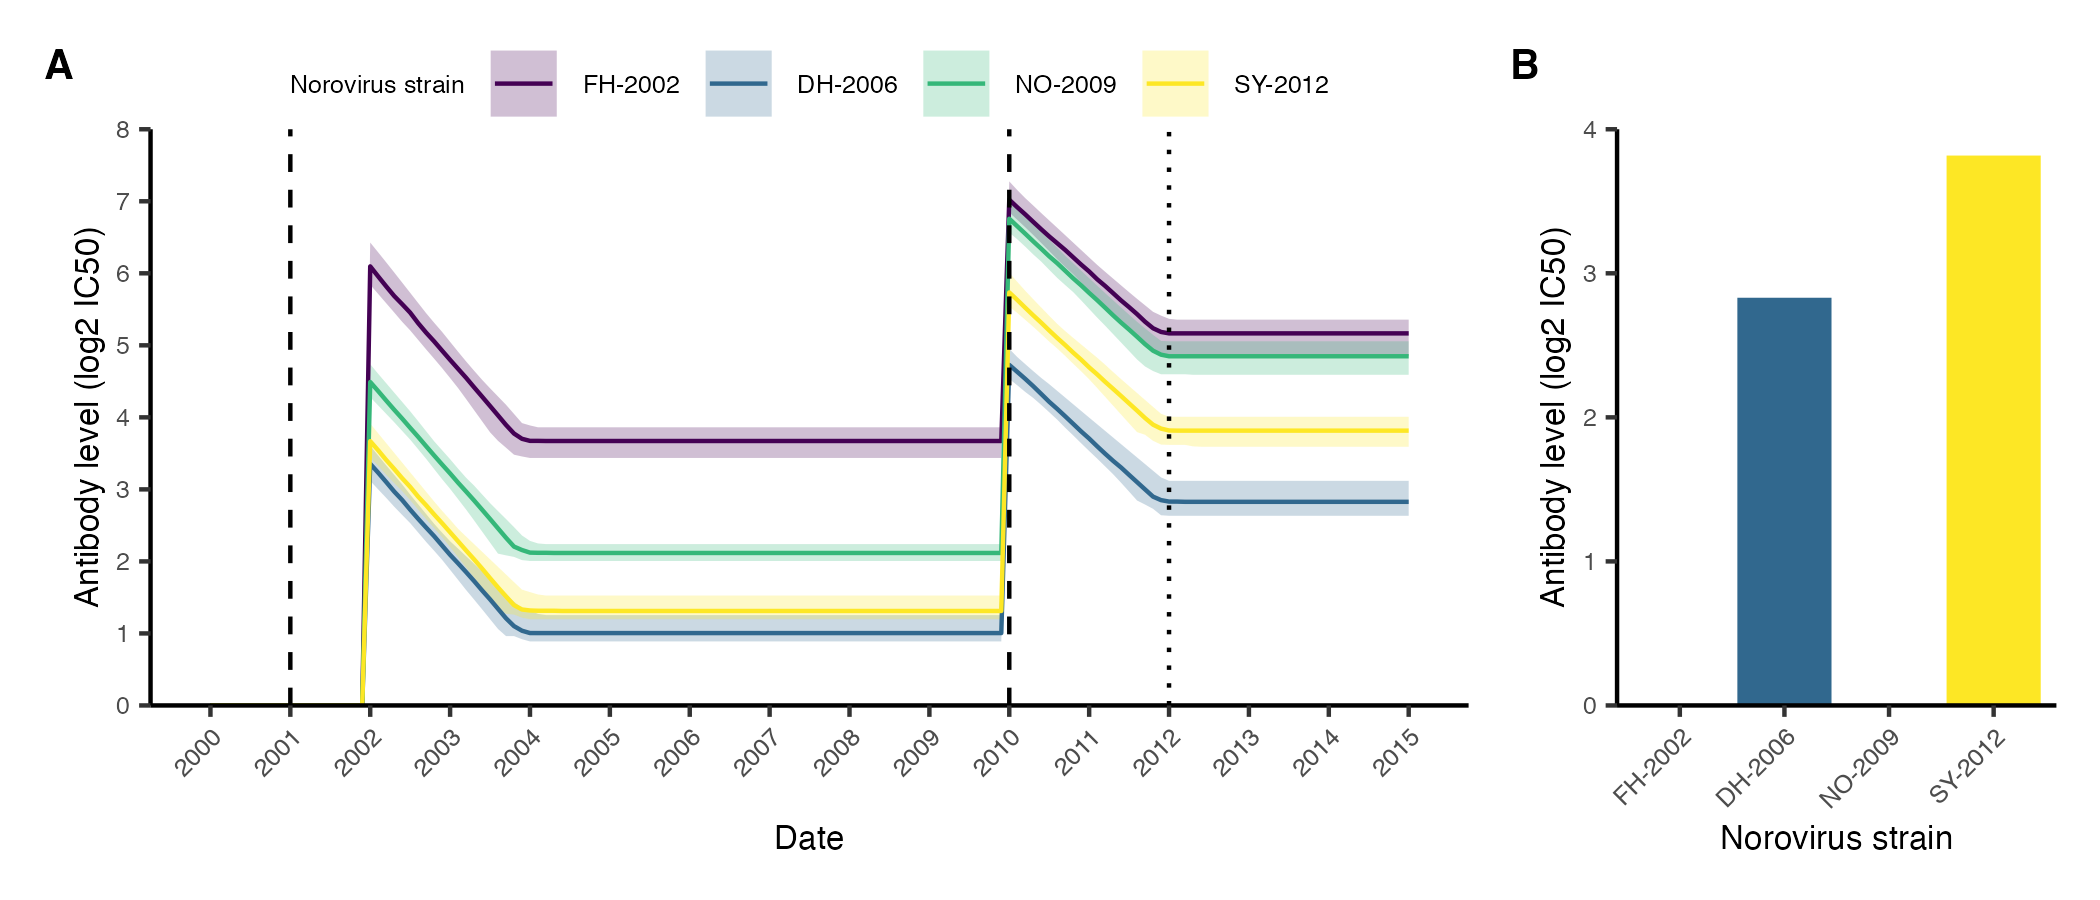 A
Norovirus strain FH-2002 DH-2006 NO-2009 SY-2012
Antibody level (log2 IC50)
8
7
6
5
4
3
2
1
0
2000 2001 2002 2003 2004 2005 2006 2007 2008 2009 2010 2011 2012 2013 2014 2015
Date
B
Antibody level (log2 IC50)
4
3
2
1
0
FH-2002 DH-2006 NO-2009 SY-2012
Norovirus strain